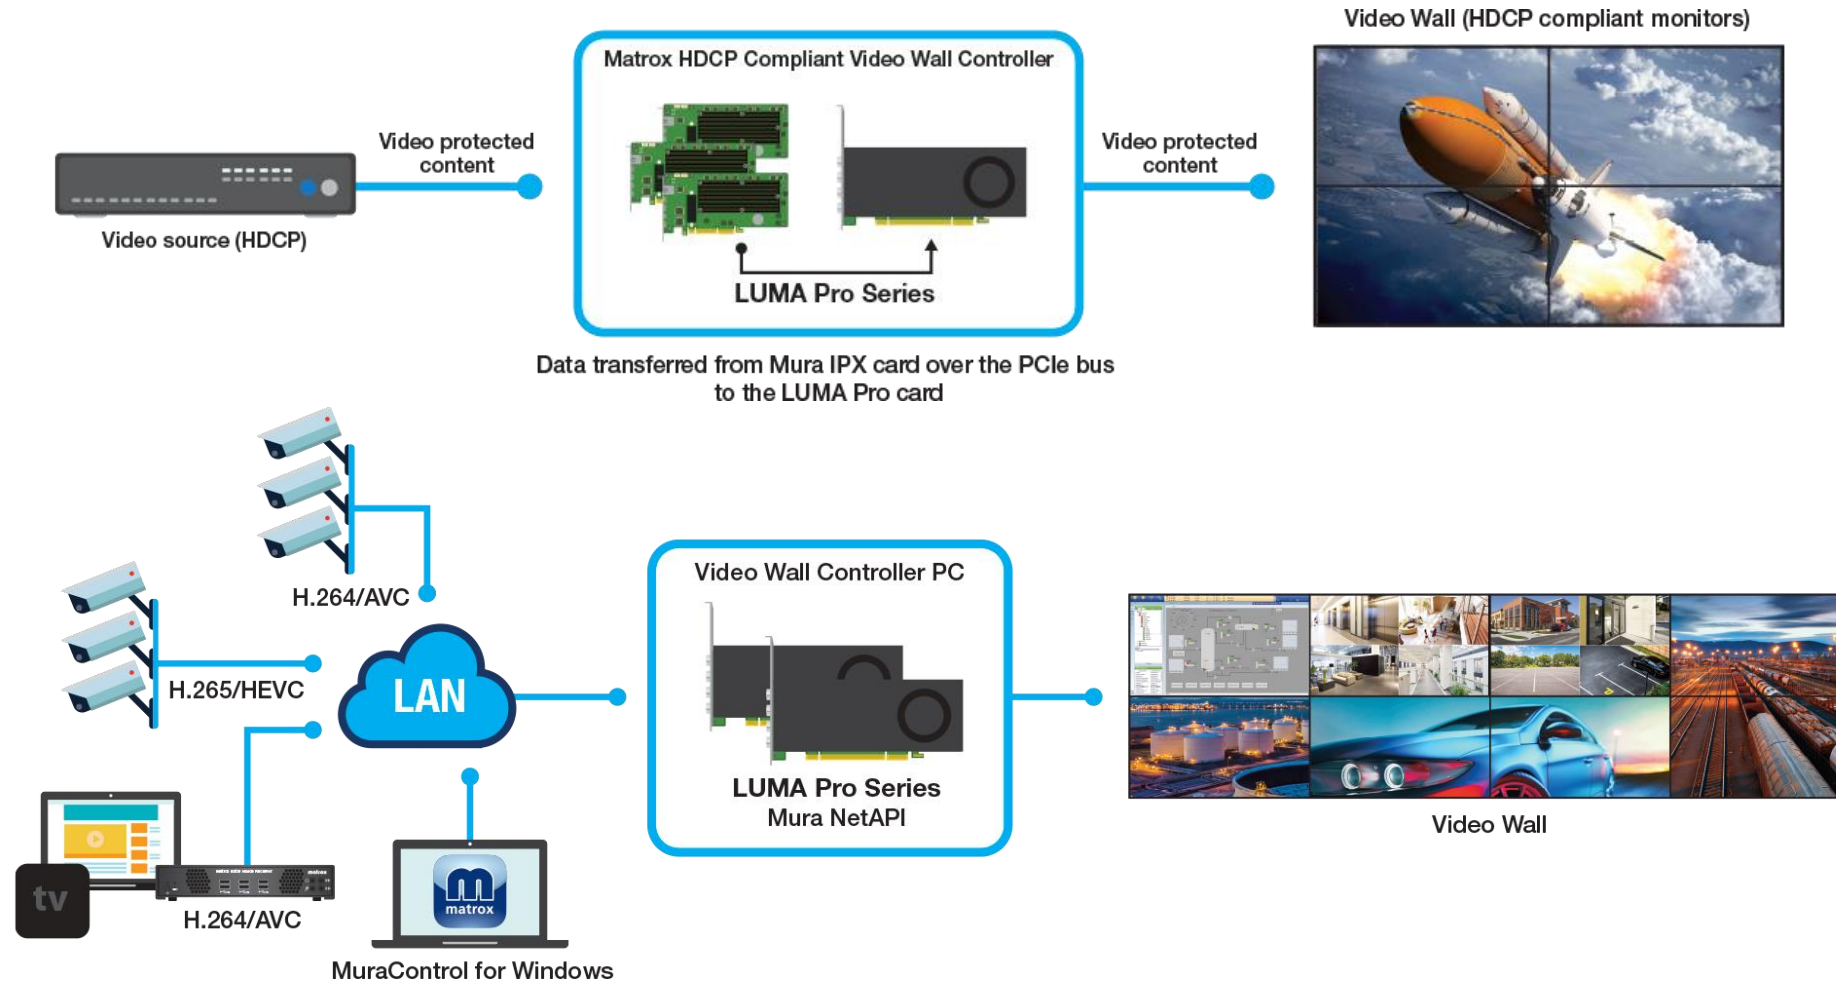 Video Wall (HDCP compliant monitors)
Matrox HDCP Compliant Video Wall Controller
Video protected
content
Video protected
content
Video source (HDCP)
LUMA Pro Series
Data transferred from Mura IPX card over the PCIe bus
to the LUMA Pro card
H.264/AVC
Video Wall Controller PC
H.265/HEVC
LAN
LUMA Pro Series
Mura NetAPI
Video Wall
tv
H.264/AVC
m
matrox
MuraControl for Windows